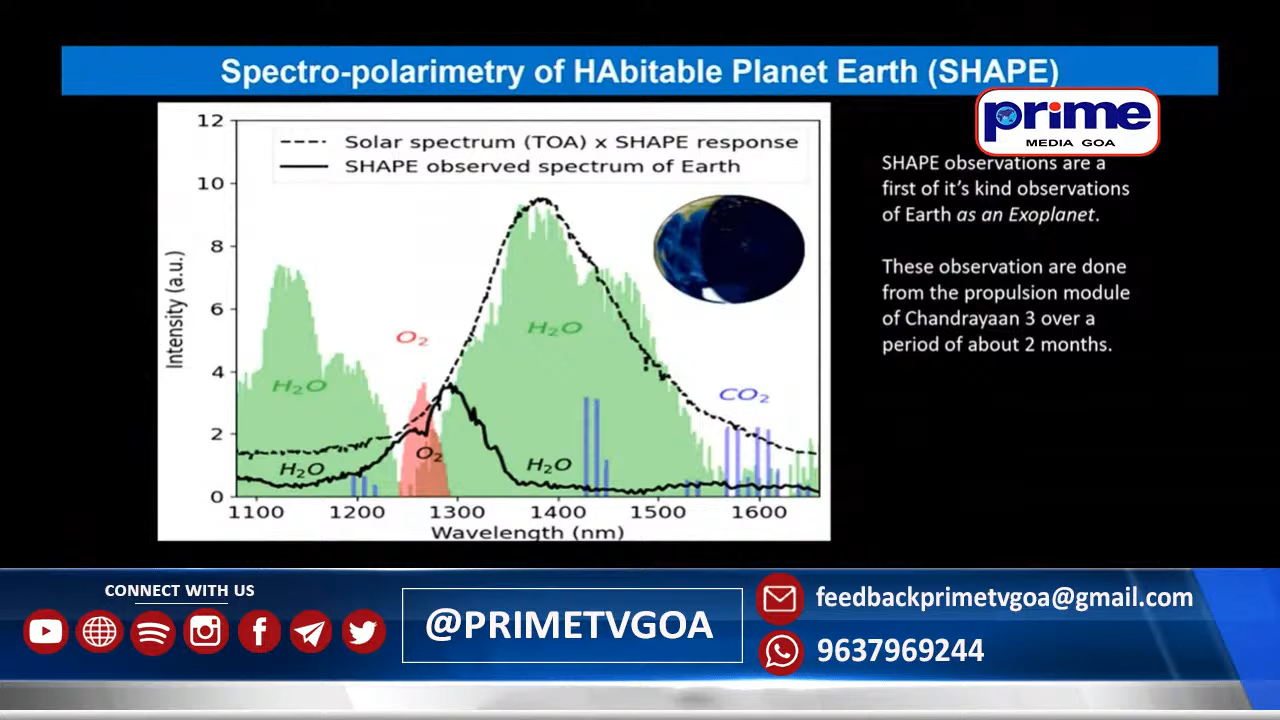 Spectro-polarimetry of HAbitable Planet Earth (SHAPE)
prime
MEDIA GOA
12
10
8
6
4
2
0
Intensity (a.u.)
Solar spectrum (TOA) x SHAPE response
SHAPE observed spectrum of Earth
O₂
H₂O
H₂O
CO₂
H₂O
O₂
H₂O
1100 1200 1300 1400 1500 1600
Wavelength (nm)
SHAPE observations are a
first of it’s kind observations
of Earth as an Exoplanet.
These observation are done
from the propulsion module
of Chandrayaan 3 over a
period of about 2 months.
CONNECT WITH US
@PRIMETVGOA
feedbackprimetvgoa@gmail.com
9637969244